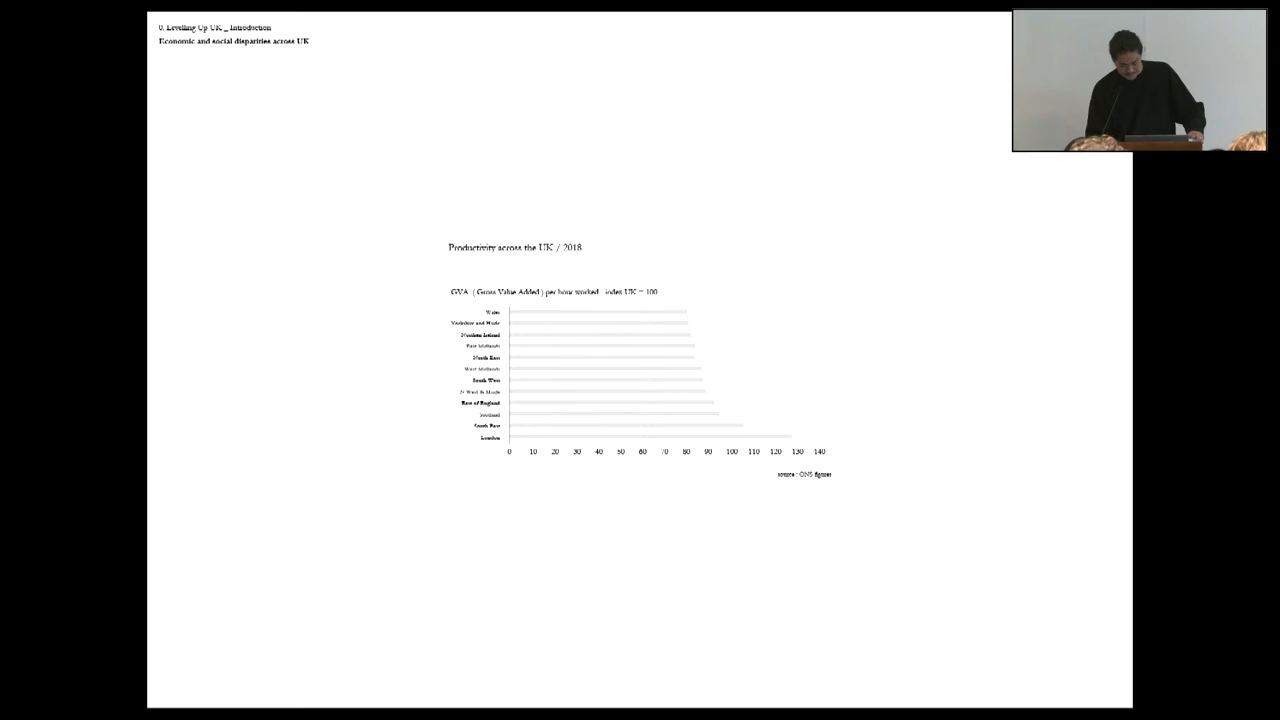 0. Levelling Up UK _ Introduction
Economic and social disparities across UK
Productivity across the UK / 2018
GVA ( Gross Value Added ) per hour worked index UK = 100
Wales
Yorkshire and
Northern Ireland
East Midlands
North East
West Midlands
South West
East of England
Scotland
South East
London
0 10 20 30 40 50 60 70 80 90 100 110 120 130 140
source : ONS figures